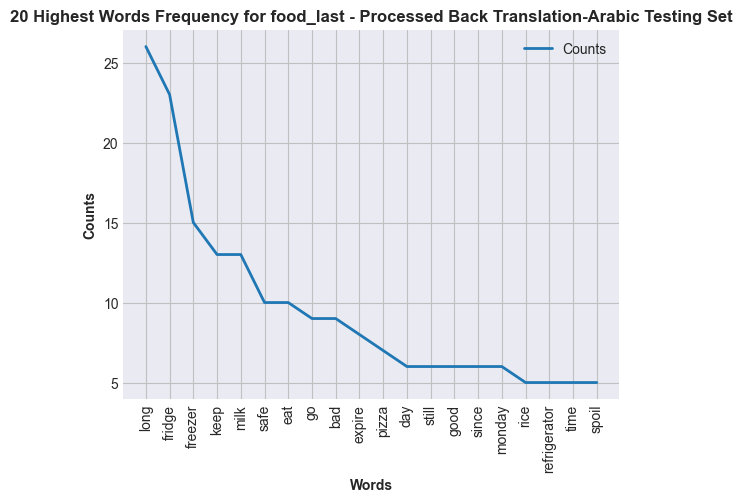 20 Highest Words Frequency for food_last - Processed Back Translation-Arabic Testing Set
Counts
25
20
15
10
5
Counts
long
fridge
freezer
keep
milk
safe
eat
go
bad
expire
pizza
day
still
good
since
monday
rice
refrigerator
time
spoil
Words